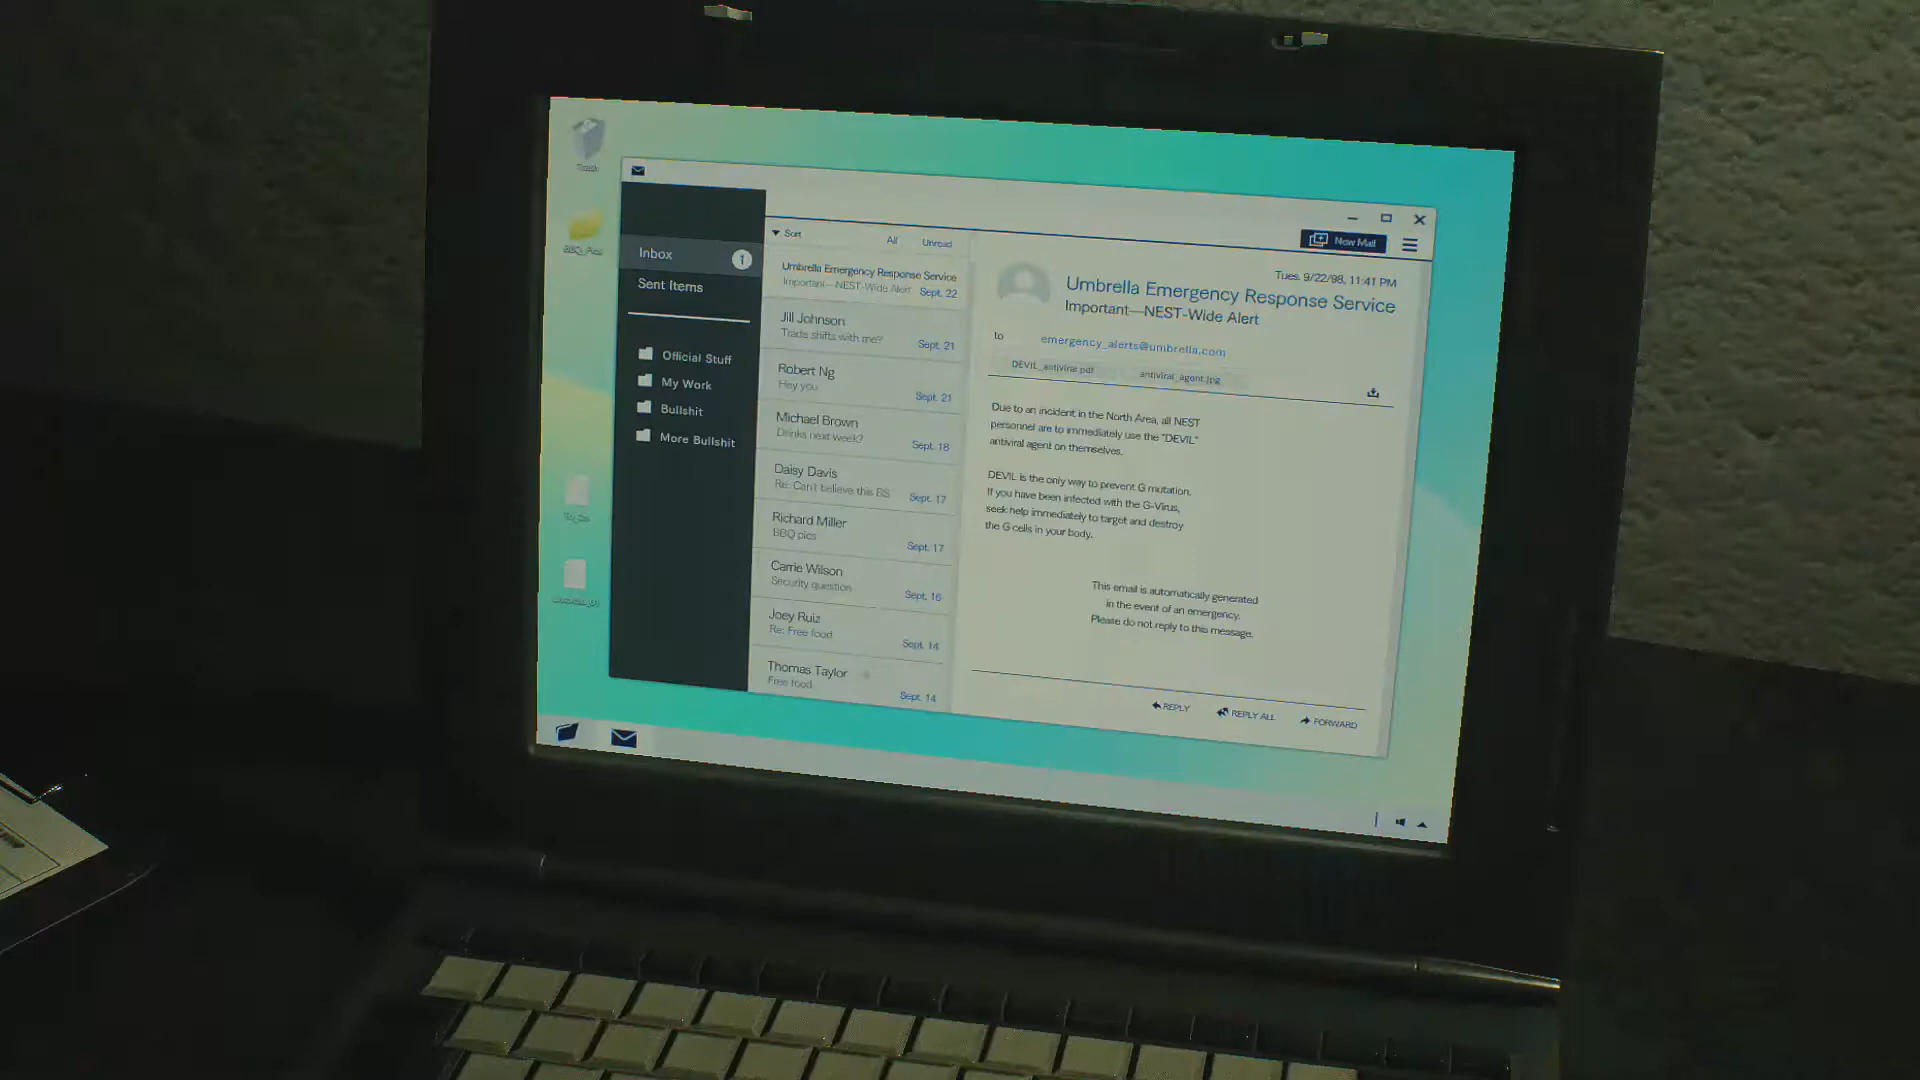 Trash
BBQ Pics
Inbox
1
Sent Items
Official Stuff
My Work
Bullshit
More Bullshit
Sort
All
Unread
Umbrella Emergency Response Service
Important—NEST-Wide Alert
Sept. 22
Jill Johnson
Trade shifts with me?
Sept. 21
Robert Ng
Hey you
Sept. 21
Michael Brown
Drinks next week?
Sept. 18
Daisy Davis
Re: Can't believe this BS
Sept. 17
Richard Miller
BBQ pics
Sept. 17
Carrie Wilson
Security question
Sept. 16
Joey Ruiz
Re: Free food
Sept. 14
Thomas Taylor
Free food
Sept. 14
New Mail
Tues. 9/22/98, 11:41 PM
Umbrella Emergency Response Service
Important—NEST-Wide Alert
to
emergency_alerts@umbrella.com
DEVIL_antiviral.pdf
antiviral_agent.jpg
Due to an incident in the North Area, all NEST
personnel are to immediately use the "DEVIL"
antiviral agent on themselves.
DEVIL is the only way to prevent G mutation.
If you have been infected with the G-Virus,
seek help immediately to target and destroy
the G cells in your body.
This email is automatically generated
in the event of an emergency.
Please do not reply to this message.
REPLY
REPLY ALL
FORWARD